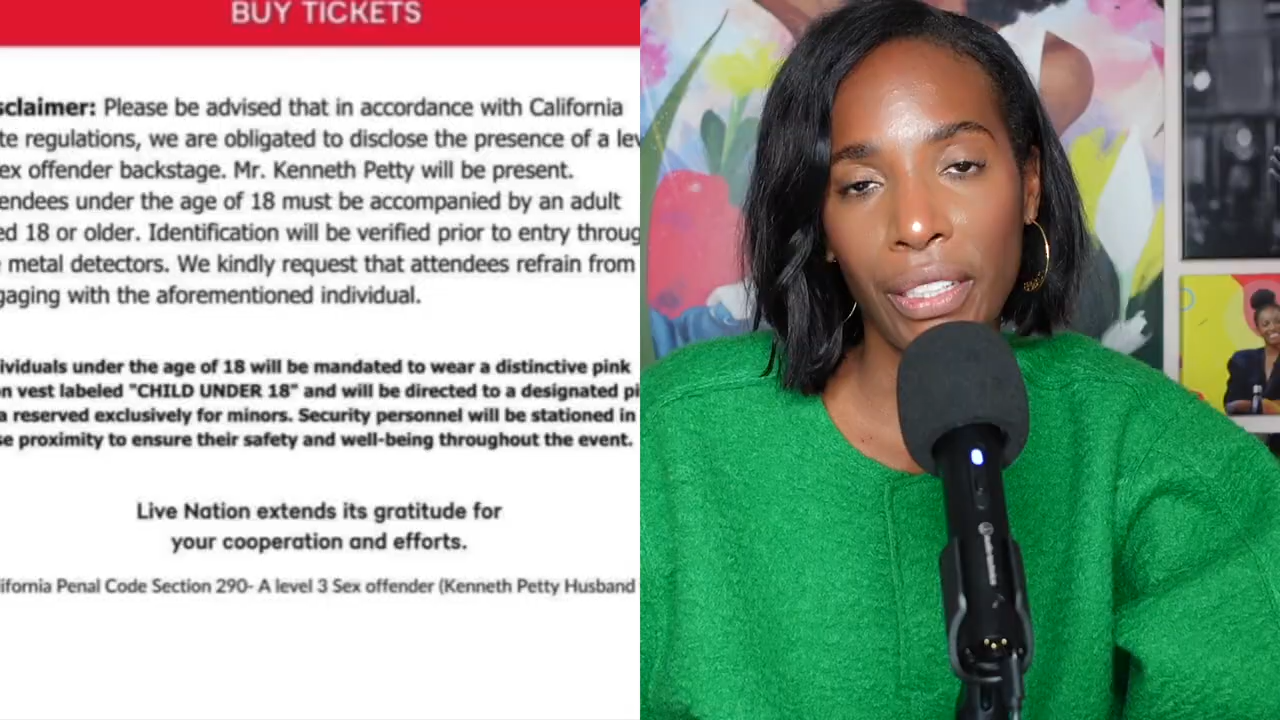 BUY TICKETS
sclaimer: Please be advised that in accordance with California
te regulations, we are obligated to disclose the presence of a lev
ex offender backstage. Mr. Kenneth Petty will be present.
endees under the age of 18 must be accompanied by an adult
ed 18 or older. Identification will be verified prior to entry throug
metal detectors. We kindly request that attendees refrain from
gaging with the aforementioned individual.
ividuals under the age of 18 will be mandated to wear a distinctive pink
on vest labeled "CHILD UNDER 18" and will be directed to a designated pi
a reserved exclusively for minors. Security personnel will be stationed in
se proximity to ensure their safety and well-being throughout the event.
Live Nation extends its gratitude for
your cooperation and efforts.
lifornia Penal Code Section 290- A level 3 Sex offender (Kenneth Petty Husband